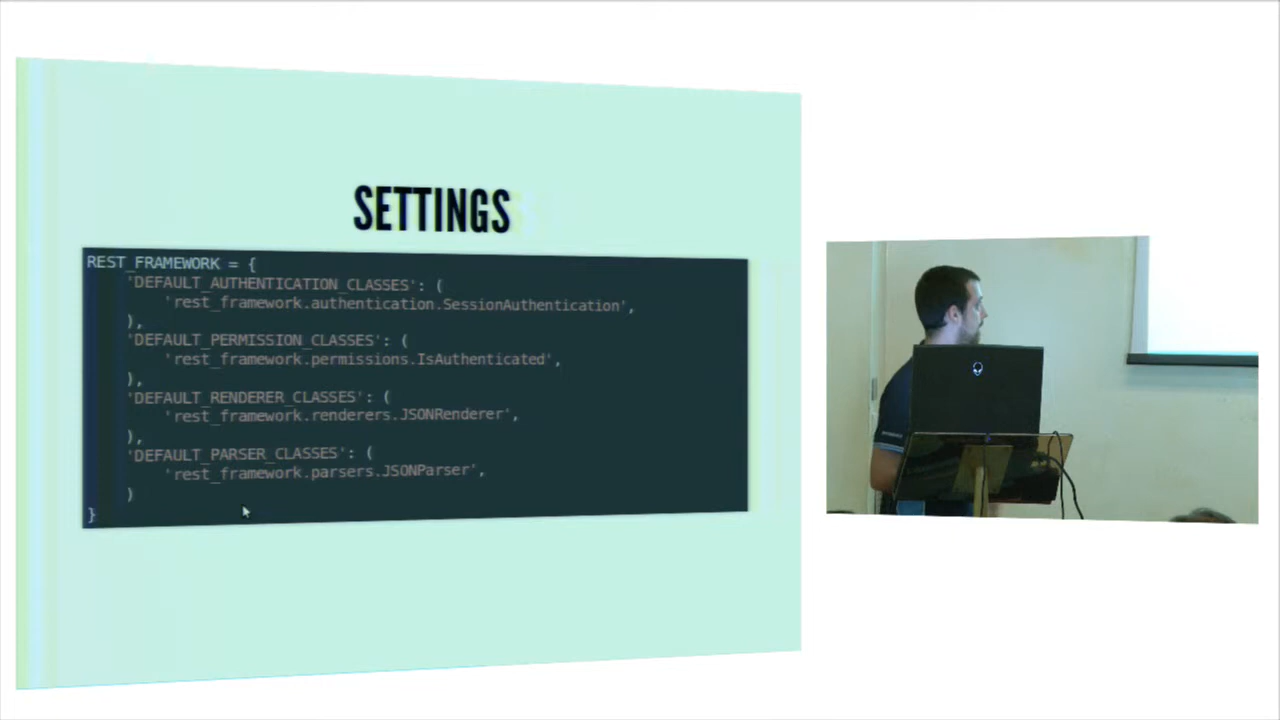 SETTINGS
REST_FRAMEWORK = {
'DEFAULT_AUTHENTICATION_CLASSES': (
'rest_framework.authentication.SessionAuthentication',
),
'DEFAULT_PERMISSION_CLASSES': (
'rest_framework.permissions.IsAuthenticated',
),
'DEFAULT_RENDERER_CLASSES': (
'rest_framework.renderers.JSONRenderer',
),
'DEFAULT_PARSER_CLASSES': (
'rest_framework.parsers.JSONParser',
)
}